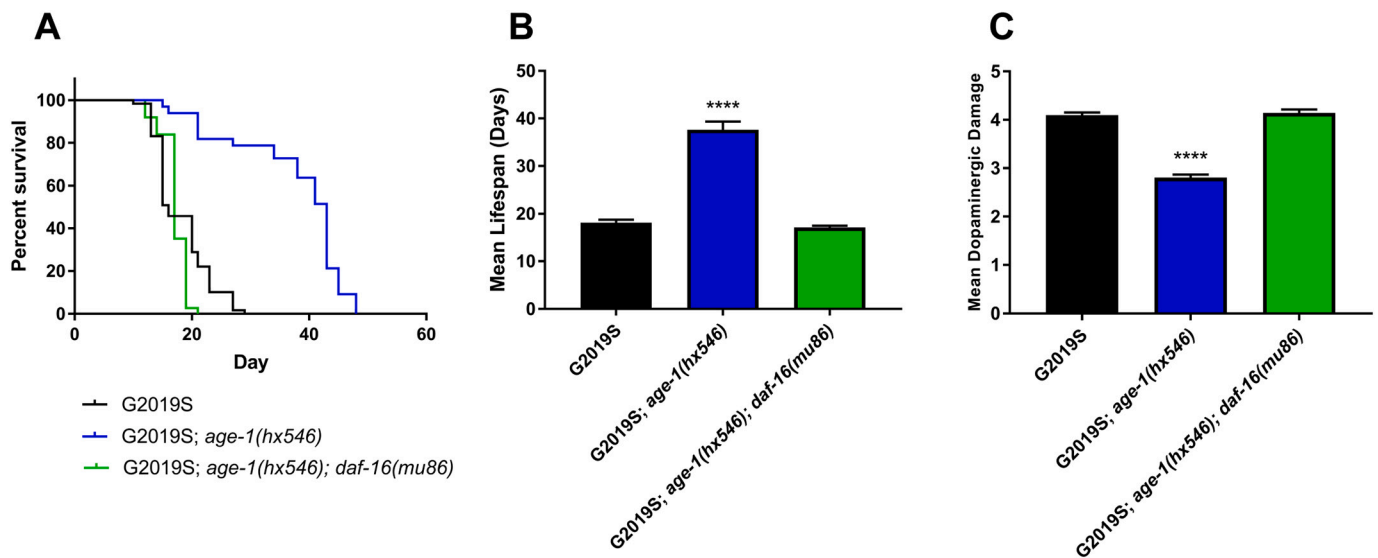 A
Percent survival
100
80
60
40
20
0
0 20 40 60
Day
G2019S
G2019S; age-1(hx546)
G2019S; age-1(hx546); daf-16(mu86)
B
Mean Lifespan (Days)
50
40
30
20
10
0
****
G2019S
G2019S; age-1(hx546)
G2019S; age-1(hx546); daf-16(mu86)
C
Mean Dopaminergic Damage
5
4
3
2
1
0
****
G2019S
G2019S; age-1(hx546)
G2019S; age-1(hx546); daf-16(mu86)